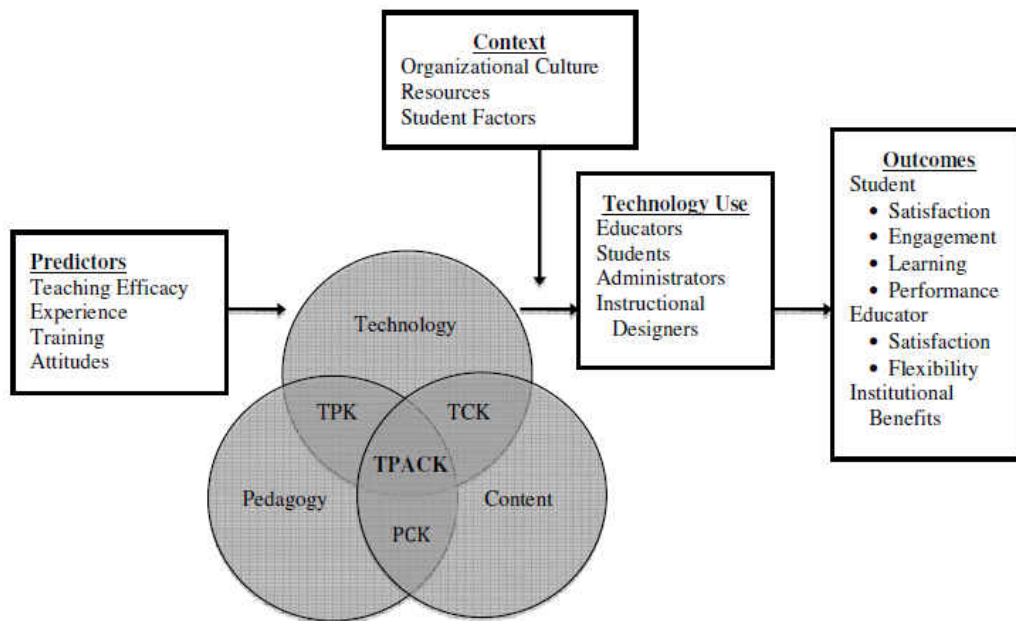 Context
Organizational Culture
Resources
Student Factors
Predictors
Teaching Efficacy
Experience
Training
Attitudes
Technology
TPK
TCK
TPACK
Pedagogy
Content
PCK
Technology Use
Educators
Students
Administrators
Instructional
Designers
Outcomes
Student
• Satisfaction
• Engagement
• Learning
• Performance
Educator
• Satisfaction
• Flexibility
Institutional
Benefits